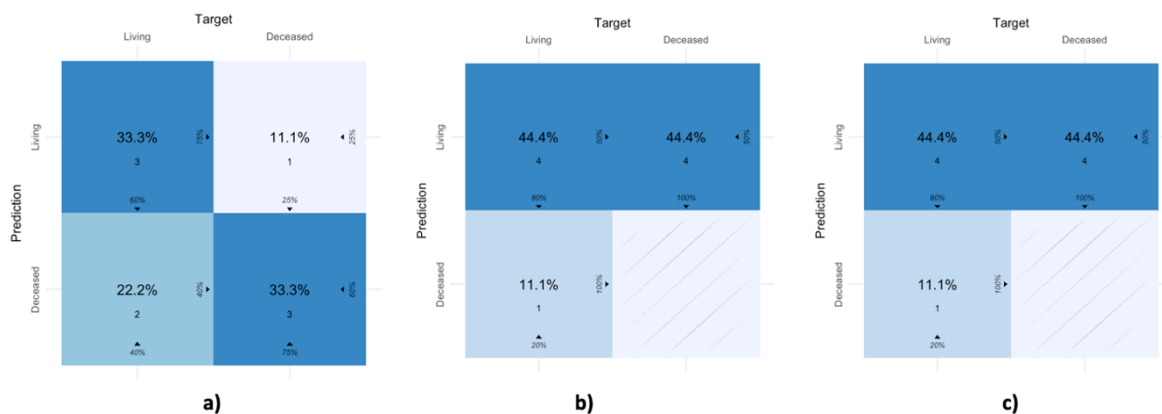 Target
Living Deceased
Living
33.3%
3
75%
60%
11.1%
1
25%
25%
Prediction
Deceased
22.2%
2
40%
40%
33.3%
3
60%
75%
a)
Target
Living Deceased
Living
44.4%
4
50%
80%
44.4%
4
50%
100%
Prediction
Deceased
11.1%
1
100%
20%
b)
Target
Living Deceased
Living
44.4%
4
50%
80%
44.4%
4
50%
100%
Prediction
Deceased
11.1%
1
100%
20%
c)